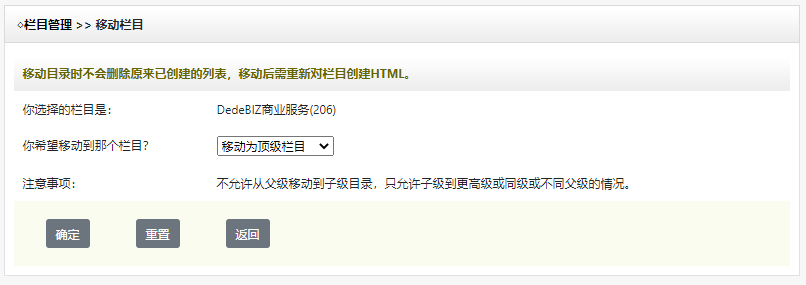 ◇栏目管理 >> 移动栏目
移动目录时不会删除原来已创建的列表，移动后需重新对栏目创建HTML。
你选择的栏目是： DedeBIZ商业服务(206)
你希望移动到那个栏目？ 移动为顶级栏目
注意事项： 不允许从父级移动到子级目录，只允许子级到更高级或同级或不同父级的情况。
确定 重置 返回